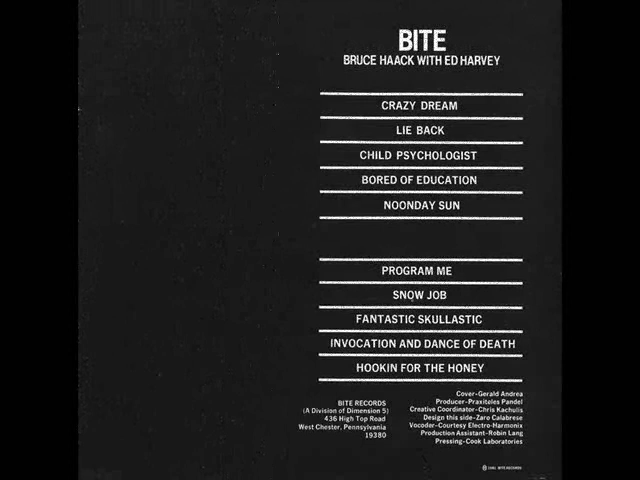 BITE
BRUCE HAACK WITH ED HARVEY
CRAZY DREAM
LIE BACK
CHILD PSYCHOLOGIST
BORED OF EDUCATION
NOONDAY SUN
PROGRAM ME
SNOW JOB
FANTASTIC SKULLASTIC
INVOCATION AND DANCE OF DEATH
HOOKIN FOR THE HONEY
BITE RECORDS
(A Division of Dimension 5)
436 High Top Road
West Chester, Pennsylvania
19380
Cover-Gerald Andrea
Producer-Praxiteles Pandel
Creative Coordinator-Chris Kachulis
Design this side-Zaro Calabrese
Vocoder-Courtesy Electro-Harmonix
Production Assistant-Robin Lang
Pressing-Cook Laboratories
℗ 1981 BITE RECORDS